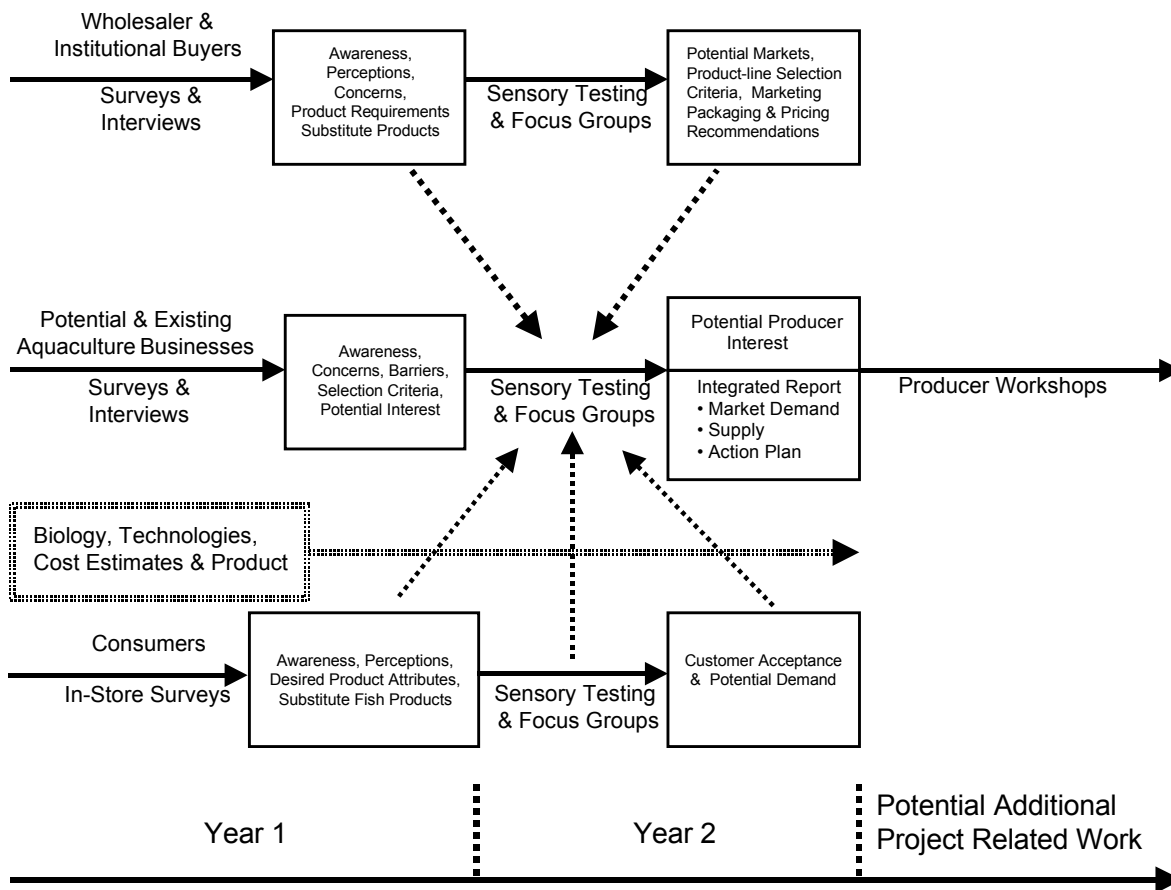 Wholesaler &
Institutional Buyers
Surveys &
Interviews
Awareness,
Perceptions,
Concerns,
Product Requirements
Substitute Products
Sensory Testing
& Focus Groups
Potential Markets,
Product-line Selection
Criteria, Marketing
Packaging & Pricing
Recommendations
Potential & Existing
Aquaculture Businesses
Surveys &
Interviews
Awareness,
Concerns, Barriers,
Selection Criteria,
Potential Interest
Sensory Testing
& Focus Groups
Potential Producer
Interest
Integrated Report
• Market Demand
• Supply
• Action Plan
Producer Workshops
Biology, Technologies,
Cost Estimates & Product
Consumers
In-Store Surveys
Awareness, Perceptions,
Desired Product Attributes,
Substitute Fish Products
Sensory Testing
& Focus Groups
Customer Acceptance
& Potential Demand
Year 1
Year 2
Potential Additional
Project Related Work